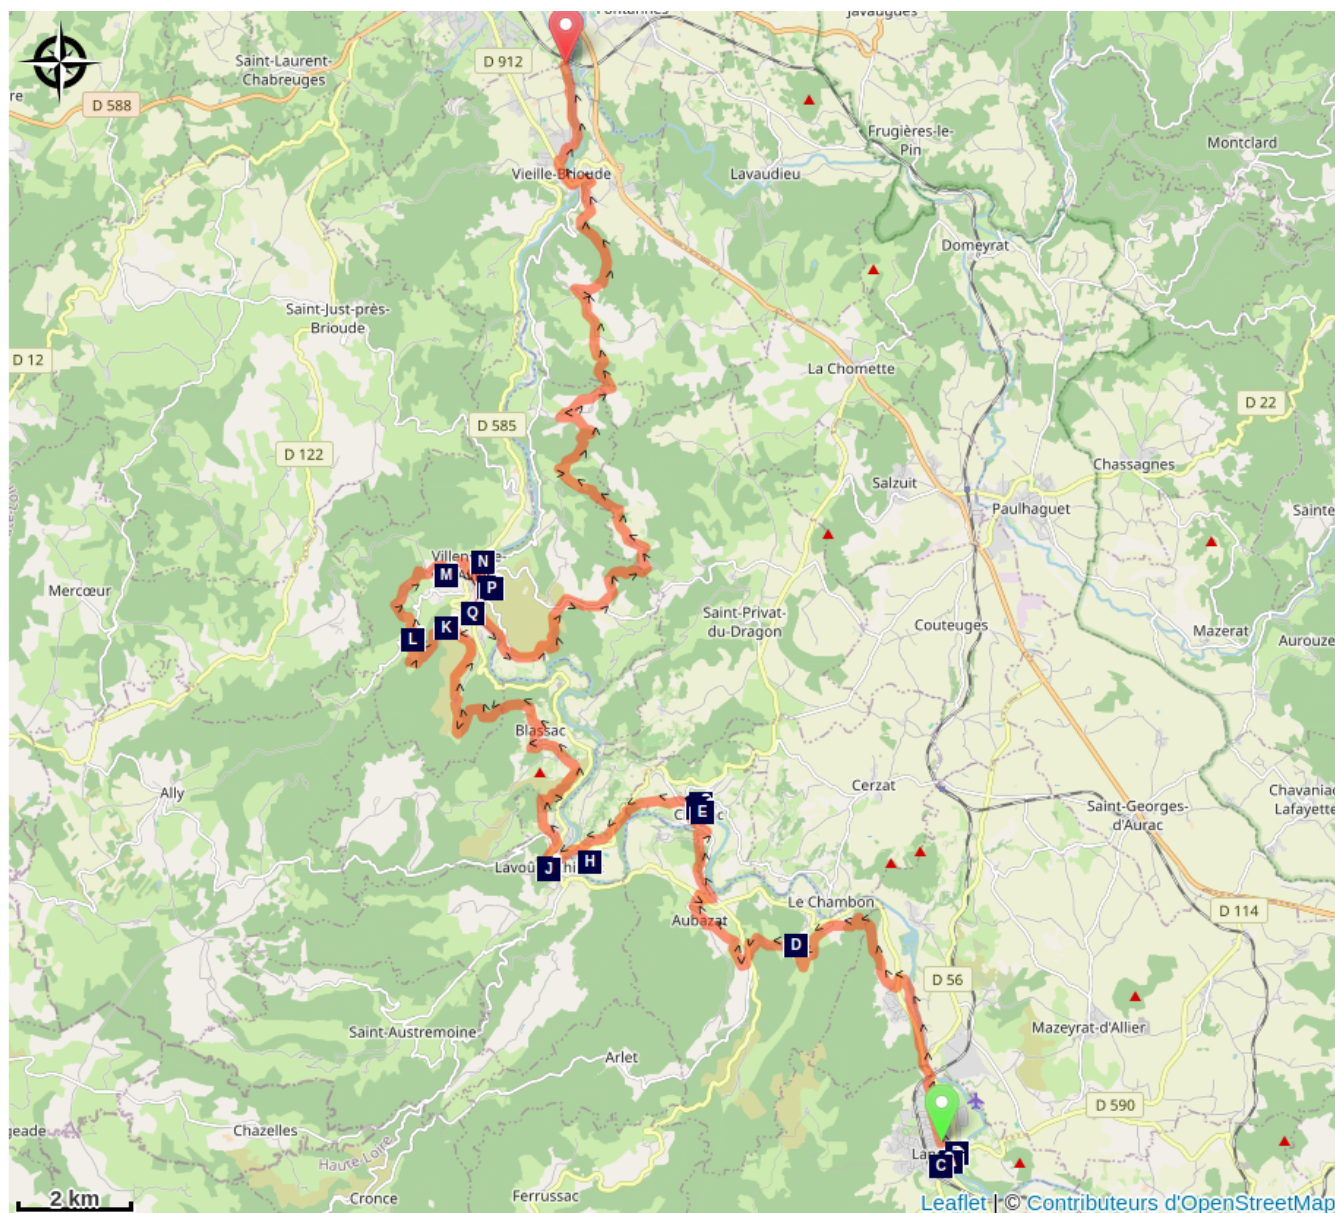 Javaugues
D 912
Saint-Laurent-
Chabreuges
D 588
Frugières-le-
Pin
Montclard
Vieille-Brioude
Lavaudieu
Domeyrat
Saint-Just-près-
Brioude
D 12
La Chomette
D 22
D 585
D 122
Chassagnes
Salzuit
Paulhaguet
Sainte
N
M
P
Mercœur
Q
K
L
Saint-Privat-
du-Dragon
Couteuges
Mazerat
Aurouze
Blassac
Ally
Cerzat
Chavaniac
Lafayette
Saint-Georges-
d'Aurac
E
H
J
Le Chambon
Aubazat
D
D 114
D 56
Saint-Austremoine
Mazeyrat-d'Allier
Arlet
D 590
geade
Chazelles
Haute-Loire
C
2 km
Cronce
Ferrussac
Leaflet | © Contributeurs d'OpenStreetMap